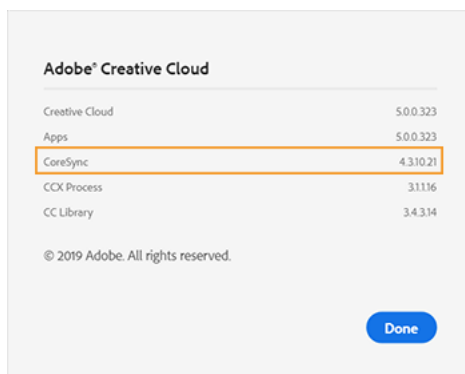 Adobe® Creative Cloud
Creative Cloud 5.0.0.323
Apps 5.0.0.323
CoreSync 4.3.10.21
CCX Process 3.1.1.16
CC Library 3.4.3.14
© 2019 Adobe. All rights reserved.
Done